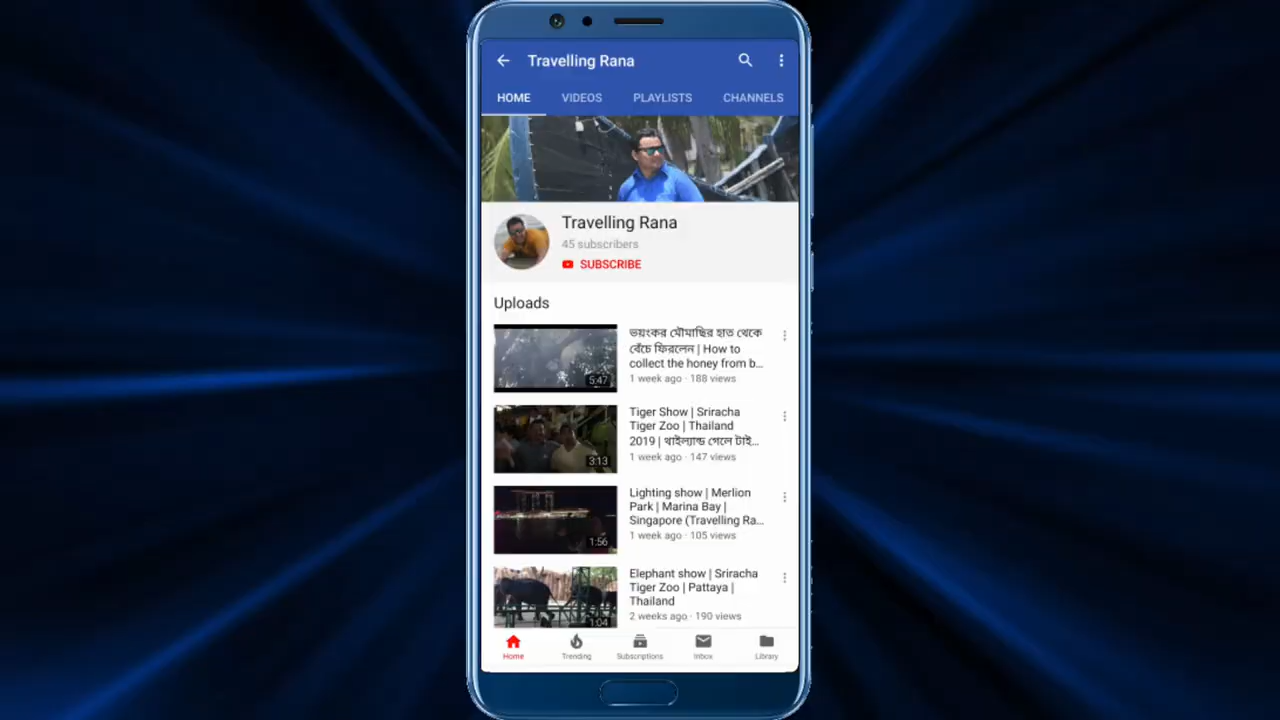 Travelling Rana
HOME VIDEOS PLAYLISTS CHANNELS
Travelling Rana
45 subscribers
SUBSCRIBE
Uploads
ভয়ংকর মৌমাছির হাত থেকে
বেঁচে ফিরলেন | How to
collect the honey from b...
1 week ago · 188 views
5:47
Tiger Show | Sriracha
Tiger Zoo | Thailand
2019 | থাইল্যান্ড গেলে টাই...
1 week ago · 147 views
3:13
Lighting show | Merlion
Park | Marina Bay |
Singapore (Travelling Ra...
1 week ago · 105 views
1:56
Elephant show | Sriracha
Tiger Zoo | Pattaya |
Thailand
2 weeks ago · 190 views
1:04
Home Trending Subscriptions Inbox Library